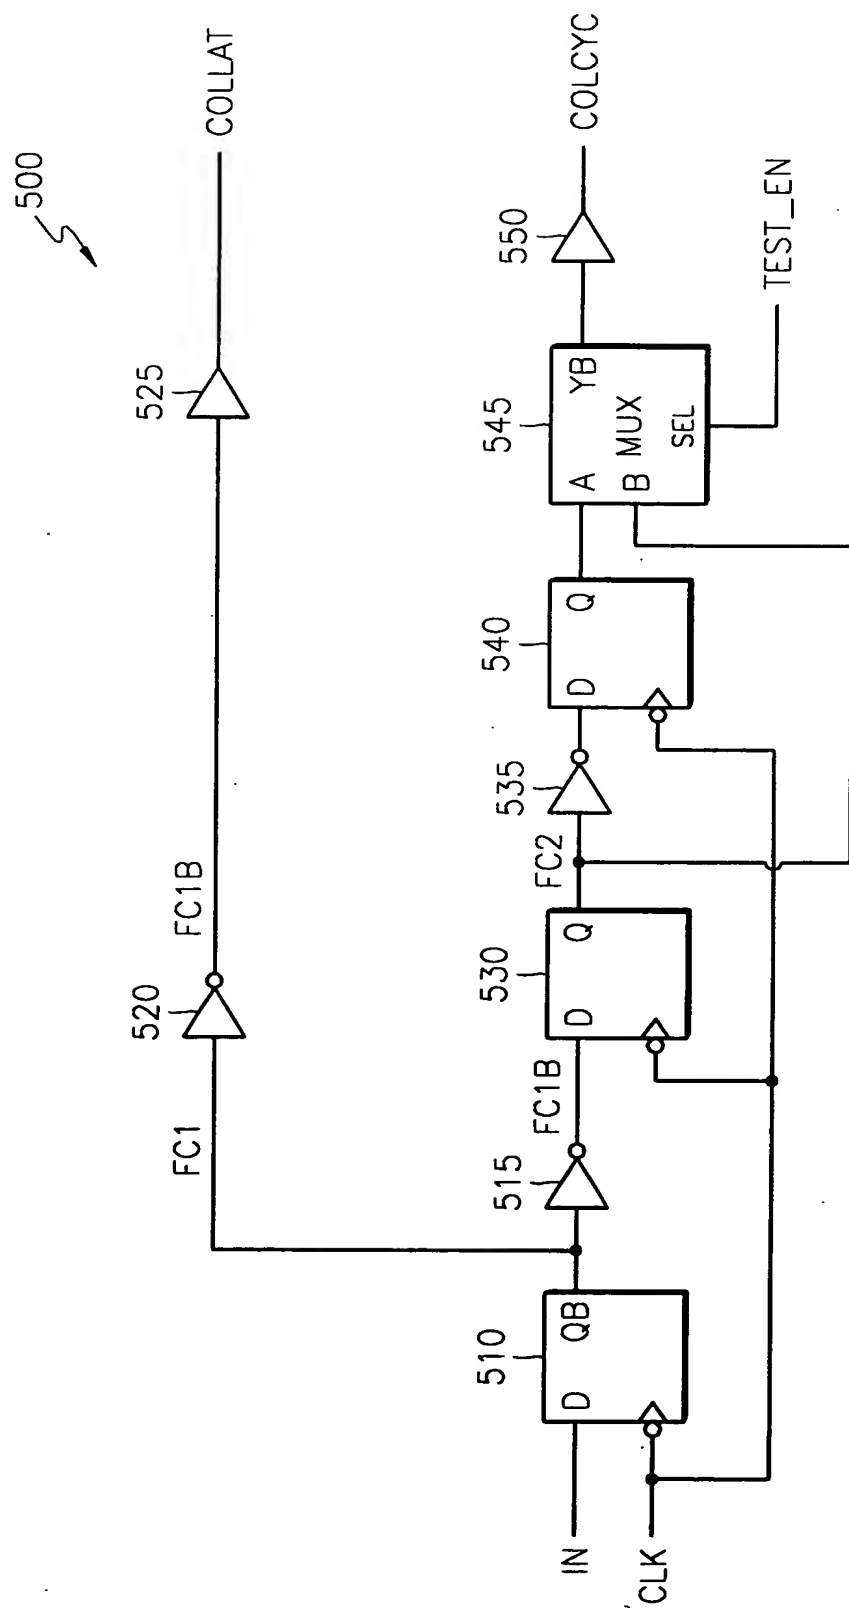 500
COLLAT
525
FC1B
520
FC1
COLCYC
550
TEST_EN
545
A
YB
B
MUX
SEL
540
D
Q
535
FC2
530
D
Q
FC1B
515
510
D
QB
IN
CLK